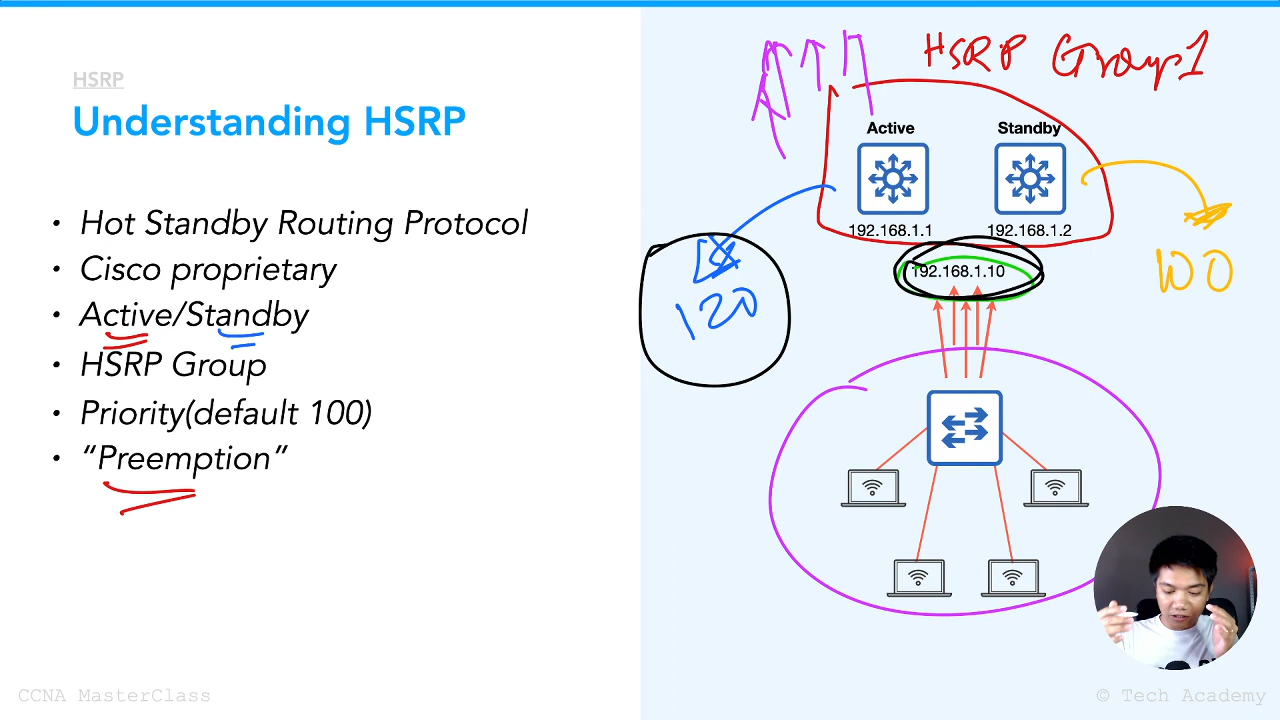 HSRP
Understanding HSRP
• Hot Standby Routing Protocol
• Cisco proprietary
• Active/Standby
• HSRP Group
• Priority(default 100)
• “Preemption”
HSRP Group 1
Active
Standby
192.168.1.1
192.168.1.2
192.168.1.10
120
100
CCNA MasterClass
© Tech Academy